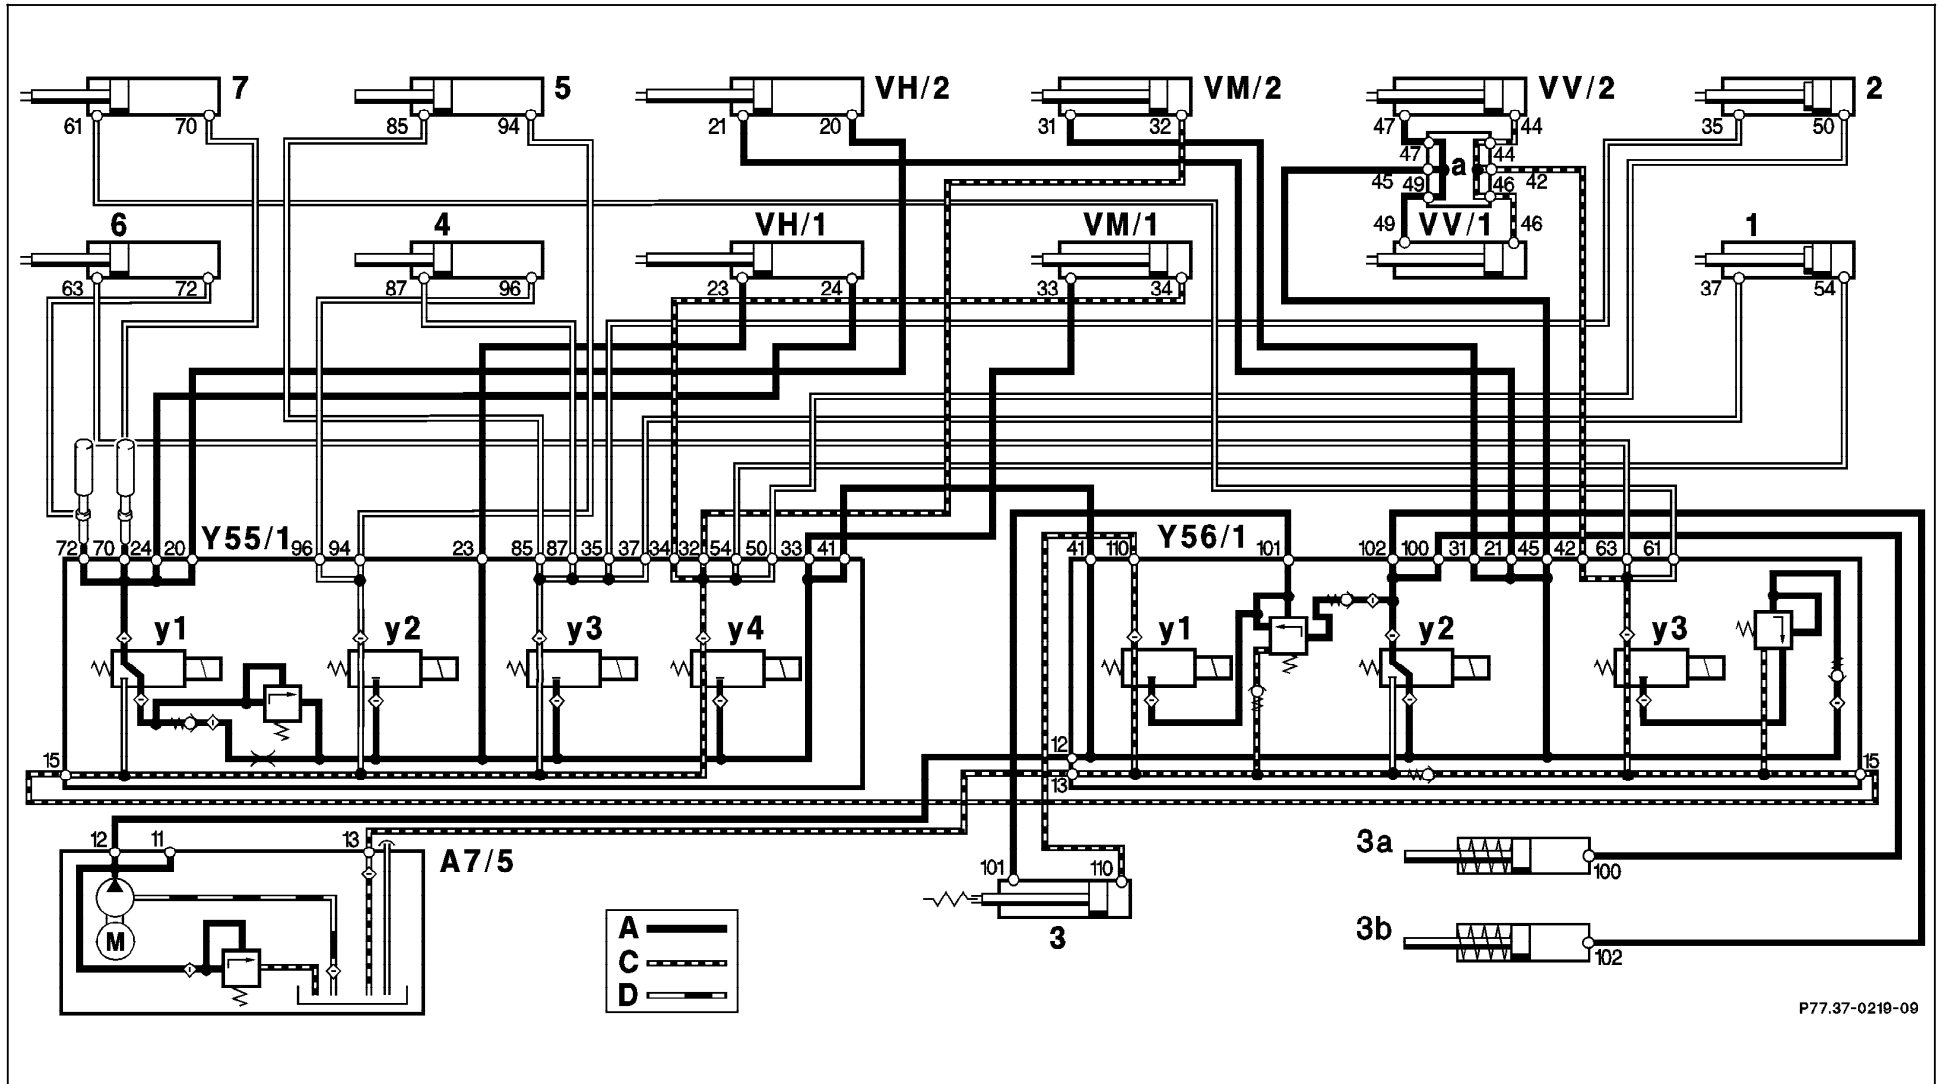 7 5 VH/2 VM/2 VV/2 2
61 70 85 94 21 20 31 32 47 44 35 50
47 44
45 a 42
49 46
6 4 VH/1 VM/1 49 VV/1 46 1
63 72 87 96 23 24 33 34 37 54
72 70 24 20 Y55/1 96 94 23 85 87 35 37 34 32 54 50 33 41
41 110 Y56/1 101 102 100 31 21 45 42 63 61
y1 y2 y3 y4 y1 y2 y3
15 12 13 15
12 11 13 A7/5
M
101 110
3
3a 100
3b 102
A
C
D
P77.37-0219-09